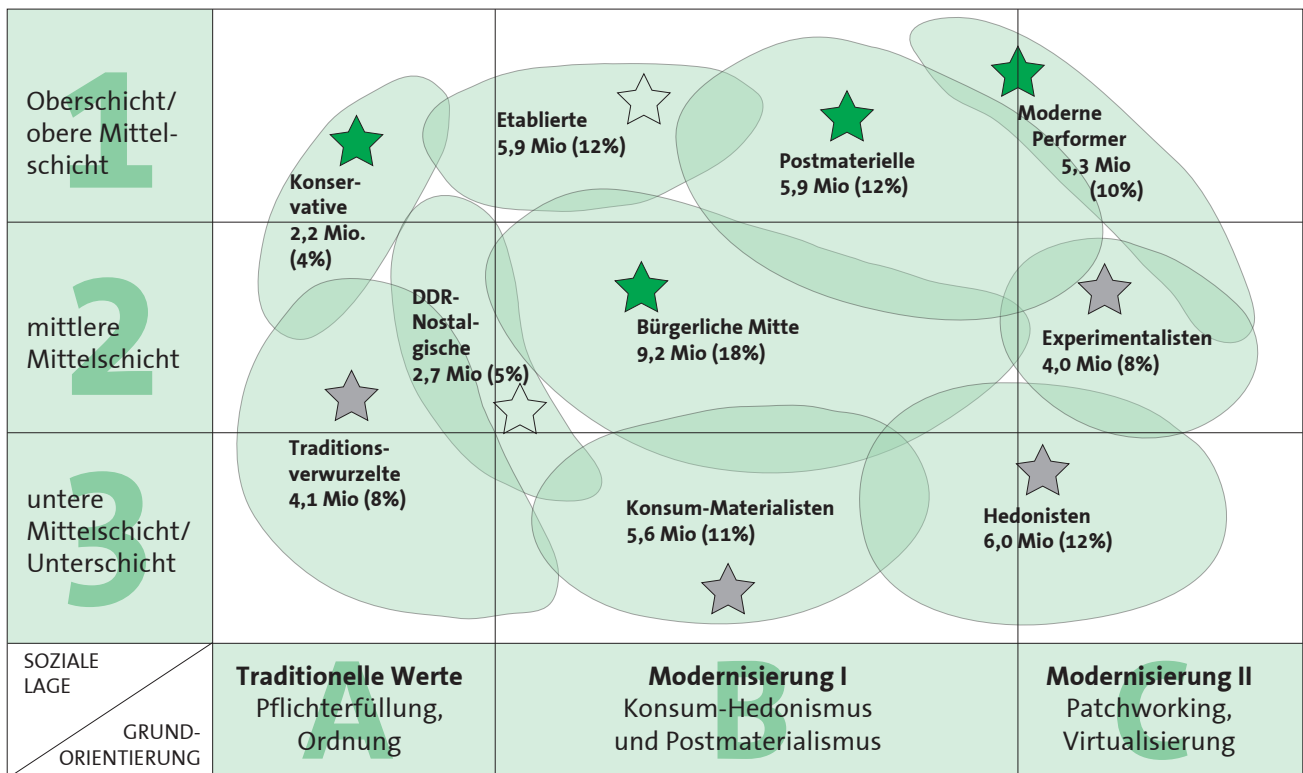 1
Oberschicht/
obere Mittel-
schicht
Konser-
vative
2,2 Mio.
(4%)
Etablierte
5,9 Mio (12%)
Postmaterielle
5,9 Mio (12%)
Moderne
Performer
5,3 Mio
(10%)
2
mittlere
Mittelschicht
DDR-
Nostal-
gische
2,7 Mio (5%)
Bürgerliche Mitte
9,2 Mio (18%)
Experimentalisten
4,0 Mio (8%)
3
untere
Mittelschicht/
Unterschicht
Traditions-
verwurzelte
4,1 Mio (8%)
Konsum-Materialisten
5,6 Mio (11%)
Hedonisten
6,0 Mio (12%)
SOZIALE
LAGE
GRUND-
ORIENTIERUNG
A
Traditionelle Werte
Pflichterfüllung,
Ordnung
B
Modernisierung I
Konsum-Hedonismus
und Postmaterialismus
C
Modernisierung II
Patchworking,
Virtualisierung